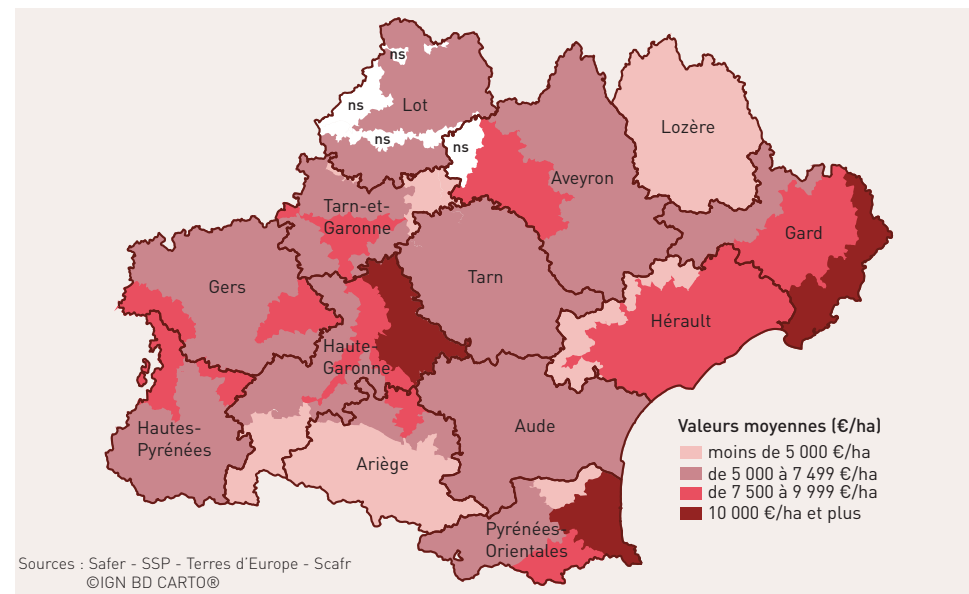 ns
ns
Lot
ns
ns
Lozère
Aveyron
Tarn-et-
Garonne
Gard
Gers
Tarn
Hérault
Haute-
Garonne
Hautes-
Pyrénées
Ariège
Aude
Pyrénées-
Orientales
Valeurs moyennes (€/ha)
moins de 5 000 €/ha
de 5 000 à 7 499 €/ha
de 7 500 à 9 999 €/ha
10 000 €/ha et plus
Sources : Safer - SSP - Terres d'Europe - Scafr
©IGN BD CARTO®